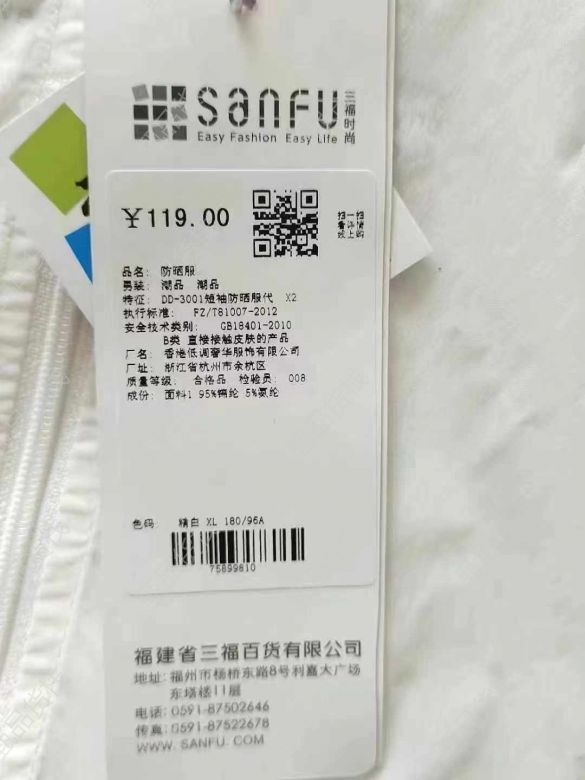 SANFU
三福时尚
Easy Fashion Easy Life
¥119.00
扫一扫
看详情
线上购
品名: 防晒服
男装: 潮品 潮品
特征: DD-3001短袖防晒服代 X2
执行标准: FZ/T81007-2012
安全技术类别: GB18401-2010
B类 直接接触皮肤的产品
厂名: 香港低调奢华服饰有限公司
厂址: 浙江省杭州市余杭区
质量等级: 合格品 检验员: 008
成份: 面料1 95%锦纶 5%氨纶
色码: 精白 XL 180/96A
75899810
福建省三福百货有限公司
地址: 福州市杨桥东路8号利嘉大广场
东塔楼11层
电话: 0591-87502646
传真: 0591-87522678
WWW.SANFU.COM